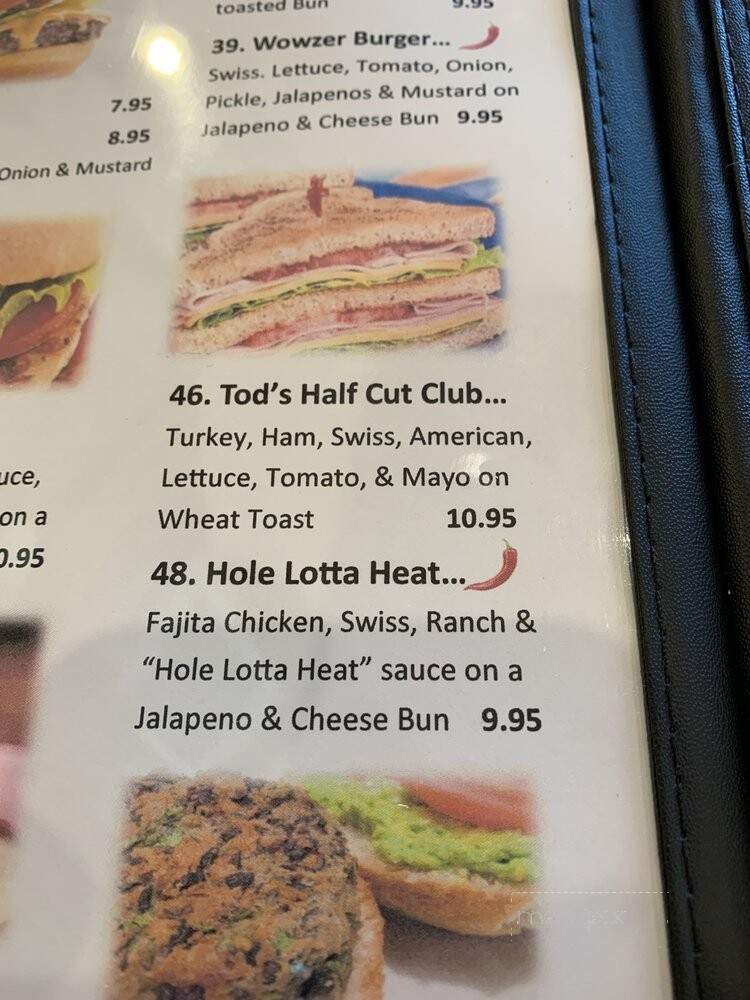 toasted Bun 9.95
39. Wowzer Burger...
Swiss. Lettuce, Tomato, Onion,
Pickle, Jalapenos & Mustard on
Jalapeno & Cheese Bun 9.95
7.95
8.95
Onion & Mustard
46. Tod's Half Cut Club...
Turkey, Ham, Swiss, American,
Lettuce, Tomato, & Mayo on
Wheat Toast 10.95
on a
48. Hole Lotta Heat...
Fajita Chicken, Swiss, Ranch &
“Hole Lotta Heat” sauce on a
Jalapeno & Cheese Bun 9.95